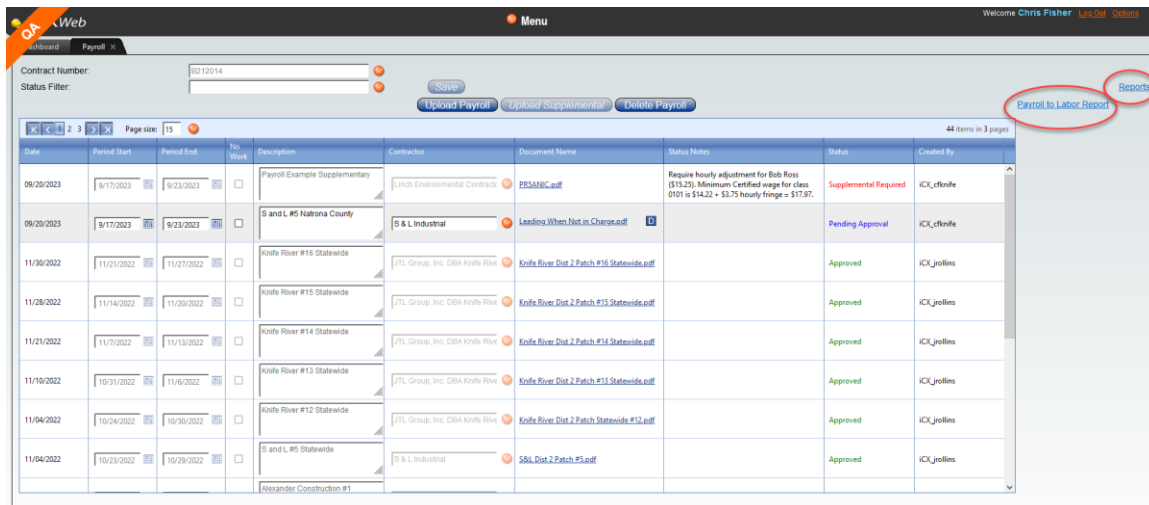 Web
Menu
Welcome Chris Fisher Log Out Options
QA
Dashboard
Payroll
Contract Number:
B212014
Status Filter:
Save
Upload Payroll
Upload Supplemental
Delete Payroll
Payroll to Labor Report
Reports
1 2 3
Page size: 15
44 items in 3 pages
Date Period Start Period End No Work Description Contractor Document Name Status Notes Status Created By
09/20/2023 9/17/2023 9/23/2023 Payroll Example Supplementary Linch Environmental Contract PR5ANIC.pdf
Require hourly adjustment for Bob Ross
($15.25). Minimum Certified wage for class
0101 is $14.22 + $3.75 hourly fringe = $17.97.
Supplemental Required iCX_cfknife
09/20/2023 9/17/2023 9/23/2023 S and L #5 Natrona County S & L Industrial Leading When Not in Charge.pdf D Pending Approval iCX_cfknife
11/30/2022 11/21/2022 11/27/2022 Knife River #16 Statewide JTL Group, Inc. DBA Knife Rive Knife River Dist 2 Patch #16 Statewide.pdf Approved iCX_jrollins
11/28/2022 11/14/2022 11/20/2022 Knife River #15 Statewide JTL Group, Inc. DBA Knife Rive Knife River Dist 2 Patch #15 Statewide.pdf Approved iCX_jrollins
11/21/2022 11/7/2022 11/13/2022 Knife River #14 Statewide JTL Group, Inc. DBA Knife Rive Knife River Dist 2 Patch #14 Statewide.pdf Approved iCX_jrollins
11/10/2022 10/31/2022 11/6/2022 Knife River #13 Statewide JTL Group, Inc. DBA Knife Rive Knife River Dist 2 Patch #13 Statewide.pdf Approved iCX_jrollins
11/04/2022 10/24/2022 10/30/2022 Knife River #12 Statewide JTL Group, Inc. DBA Knife Rive Knife River Dist 2 Patch Statewide #12.pdf Approved iCX_jrollins
11/04/2022 10/23/2022 10/29/2022 S and L #5 Statewide S & L Industrial S&L Dist 2 Patch #5.pdf Approved iCX_jrollins
Alexander Construction #1